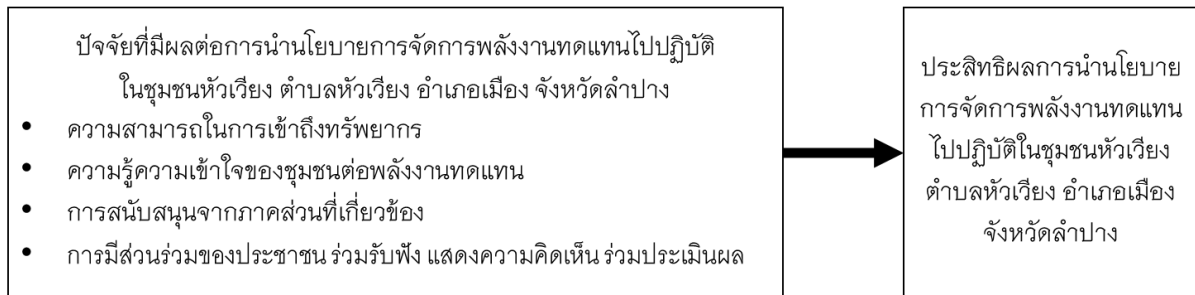 ปัจจัยที่มีผลต่อการนำนโยบายการจัดการพลังงานทดแทนไปปฏิบัติ
ในชุมชนหัวเวียง ตำบลหัวเวียง อำเภอเมือง จังหวัดลำปาง
• ความสามารถในการเข้าถึงทรัพยากร
• ความรู้ความเข้าใจของชุมชนต่อพลังงานทดแทน
• การสนับสนุนจากภาคส่วนที่เกี่ยวข้อง
• การมีส่วนร่วมของประชาชน ร่วมรับฟัง แสดงความคิดเห็น ร่วมประเมินผล
ประสิทธิผลการนำนโยบาย
การจัดการพลังงานทดแทน
ไปปฏิบัติในชุมชนหัวเวียง
ตำบลหัวเวียง อำเภอเมือง
จังหวัดลำปาง